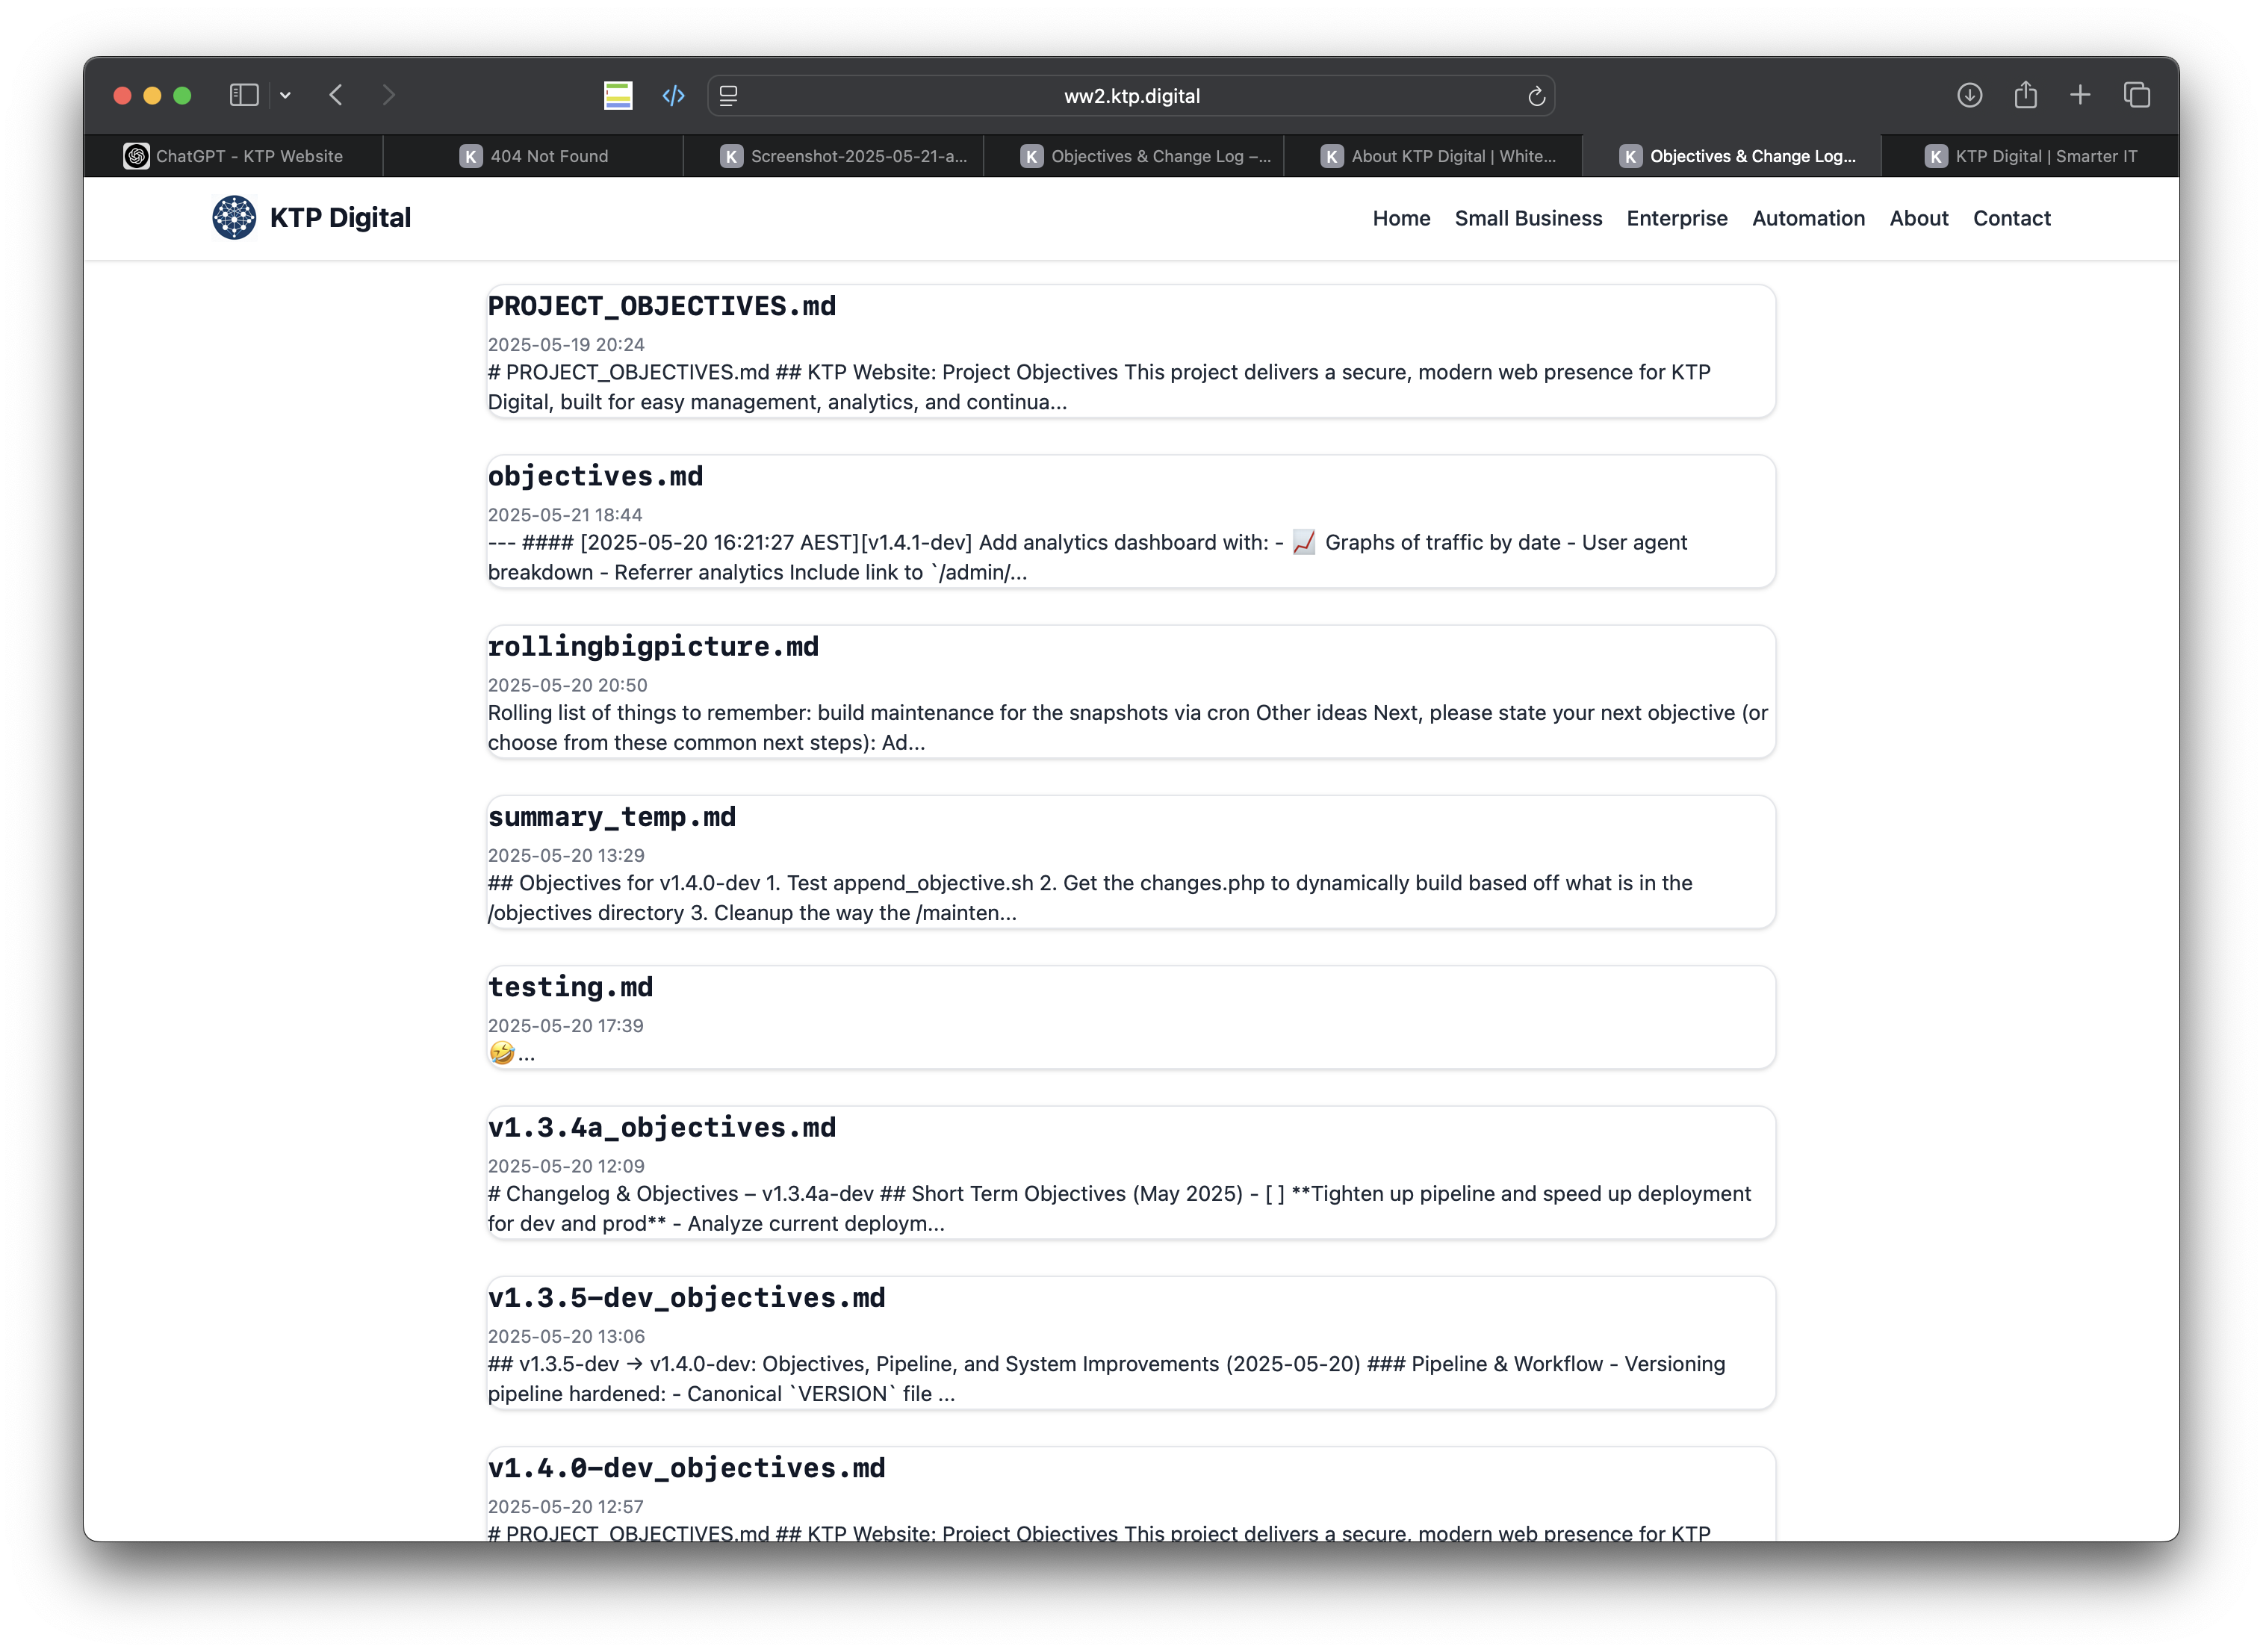 ww2.ktp.digital
ChatGPT - KTP Website
K 404 Not Found
K Screenshot-2025-05-21-a...
K Objectives & Change Log –...
K About KTP Digital | White...
K Objectives & Change Log...
K KTP Digital | Smarter IT
KTP Digital
Home Small Business Enterprise Automation About Contact
PROJECT_OBJECTIVES.md
2025-05-19 20:24
# PROJECT_OBJECTIVES.md ## KTP Website: Project Objectives This project delivers a secure, modern web presence for KTP
Digital, built for easy management, analytics, and continua...
objectives.md
2025-05-21 18:44
--- #### [2025-05-20 16:21:27 AEST][v1.4.1-dev] Add analytics dashboard with: - 📈 Graphs of traffic by date - User agent
breakdown - Referrer analytics Include link to `/admin/...
rollingbigpicture.md
2025-05-20 20:50
Rolling list of things to remember: build maintenance for the snapshots via cron Other ideas Next, please state your next objective (or
choose from these common next steps): Ad...
summary_temp.md
2025-05-20 13:29
## Objectives for v1.4.0-dev 1. Test append_objective.sh 2. Get the changes.php to dynamically build based off what is in the
/objectives directory 3. Cleanup the way the /mainten...
testing.md
2025-05-20 17:39
🤣...
v1.3.4a_objectives.md
2025-05-20 12:09
# Changelog & Objectives – v1.3.4a-dev ## Short Term Objectives (May 2025) - [ ] **Tighten up pipeline and speed up deployment
for dev and prod** - Analyze current deploym...
v1.3.5-dev_objectives.md
2025-05-20 13:06
## v1.3.5-dev → v1.4.0-dev: Objectives, Pipeline, and System Improvements (2025-05-20) ### Pipeline & Workflow - Versioning
pipeline hardened: - Canonical `VERSION` file ...
v1.4.0-dev_objectives.md
2025-05-20 12:57
# PROJECT_OBJECTIVES.md ## KTP Website: Project Objectives This project delivers a secure, modern web presence for KTP